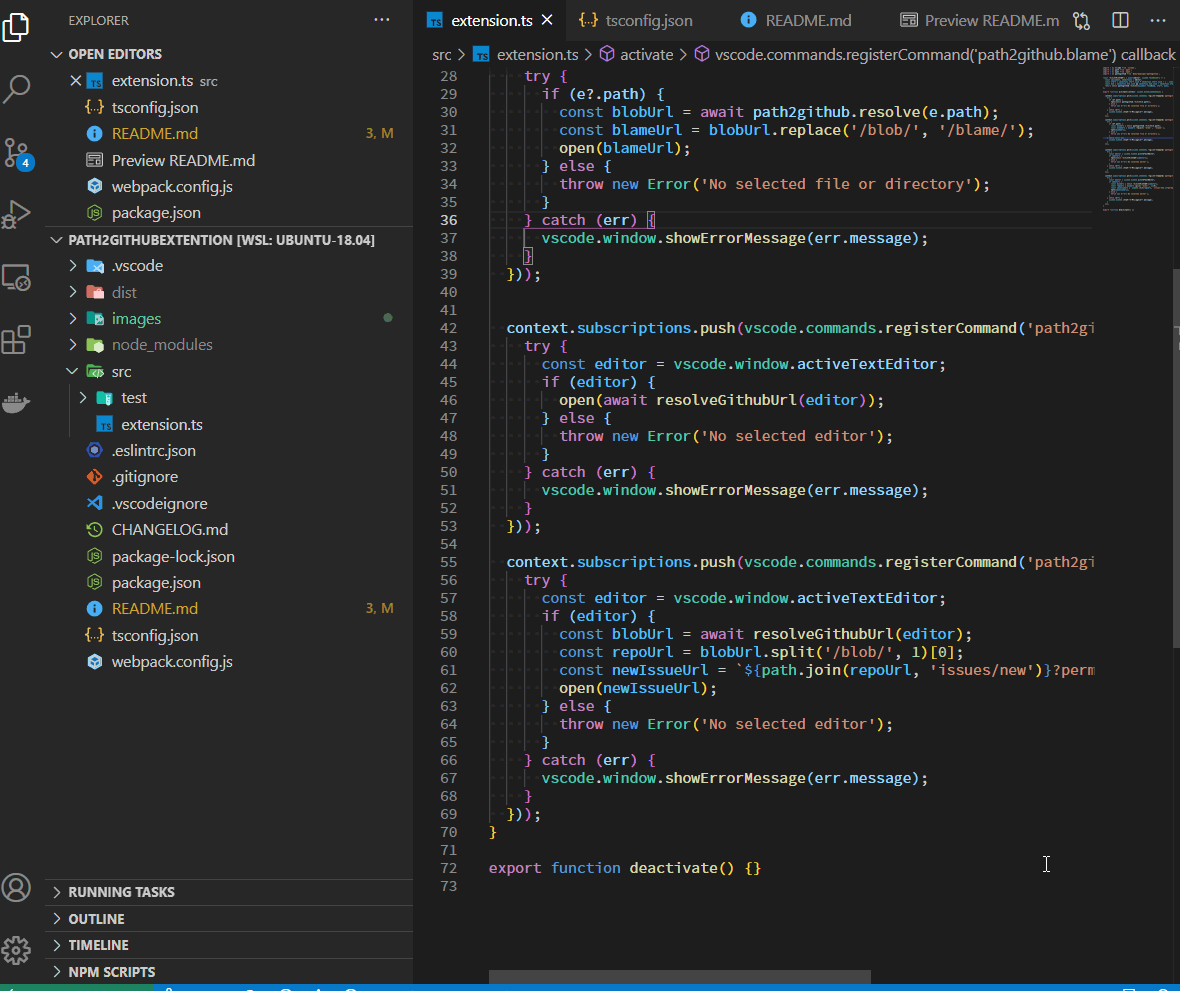 EXPLORER
OPEN EDITORS
extension.ts src
tsconfig.json
README.md 3, M
Preview README.md
webpack.config.js
package.json
PATH2GITHUBEXTENTION [WSL: UBUNTU-18.04]
.vscode
dist
images
node_modules
src
test
TS extension.ts
.eslintrc.json
.gitignore
.vscodeignore
CHANGELOG.md
package-lock.json
package.json
README.md 3, M
tsconfig.json
webpack.config.js
RUNNING TASKS
OUTLINE
TIMELINE
NPM SCRIPTS
4
TS extension.ts
tsconfig.json
README.md
Preview README.m
src > TS extension.ts > activate > vscode.commands.registerCommand('path2github.blame') callback
28 try {
29 if (e?.path) {
30 const blobUrl = await path2github.resolve(e.path);
31 const blameUrl = blobUrl.replace('/blob/', '/blame/');
32 open(blameUrl);
33 } else {
34 throw new Error('No selected file or directory');
35 }
36 } catch (err) {
37 vscode.window.showErrorMessage(err.message);
38 }
39 }));
40
41
42 context.subscriptions.push(vscode.commands.registerCommand('path2gi
43 try {
44 const editor = vscode.window.activeTextEditor;
45 if (editor) {
46 open(await resolveGithubUrl(editor));
47 } else {
48 throw new Error('No selected editor');
49 }
50 } catch (err) {
51 vscode.window.showErrorMessage(err.message);
52 }
53 }));
54
55 context.subscriptions.push(vscode.commands.registerCommand('path2gi
56 try {
57 const editor = vscode.window.activeTextEditor;
58 if (editor) {
59 const blobUrl = await resolveGithubUrl(editor);
60 const repoUrl = blobUrl.split('/blob/', 1)[0];
61 const newIssueUrl = `${path.join(repoUrl, 'issues/new')}?perm
62 open(newIssueUrl);
63 } else {
64 throw new Error('No selected editor');
65 }
66 } catch (err) {
67 vscode.window.showErrorMessage(err.message);
68 }
69 }));
70 }
71
72 export function deactivate() {}
73